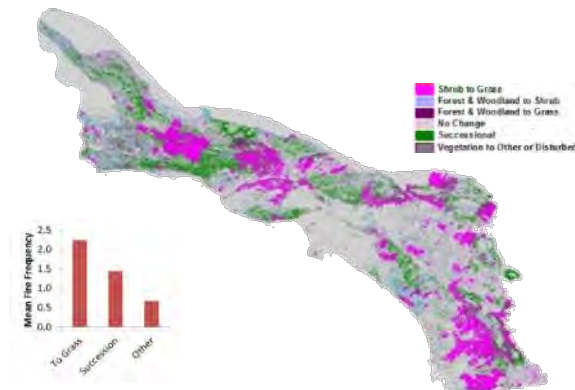 Shrub to Grass
Forest & Woodland to Shrub
Forest & Woodland to Grass
No Change
Successional
Vegetation to Other or Disturbed
Mean Fire Frequency
2.5
2.0
1.5
1.0
0.5
0.0
To Grass
Succession
Other